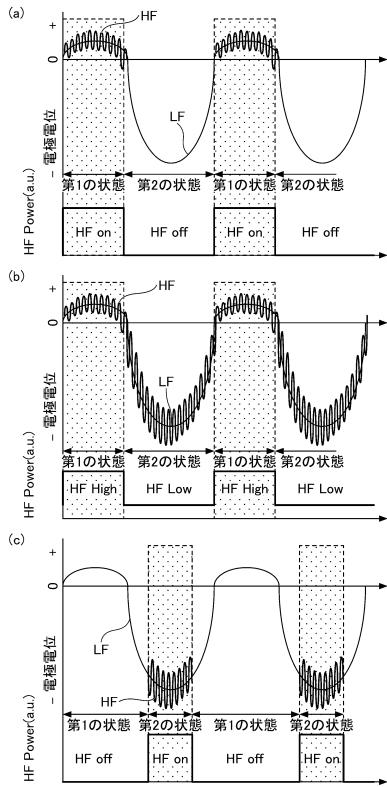 (a)
HF
+
0
LF
- 電極電位
第1の状態 第2の状態 第1の状態 第2の状態
HF Power(a.u.)
HF on HF off HF on HF off
(b)
HF
+
0
LF
- 電極電位
第1の状態 第2の状態 第1の状態 第2の状態
HF Power(a.u.)
HF High HF Low HF High HF Low
(c)
+
0
LF
HF
- 電極電位
第1の状態 第2の状態 第1の状態 第2の状態
HF Power(a.u.)
HF off HF on HF off HF on